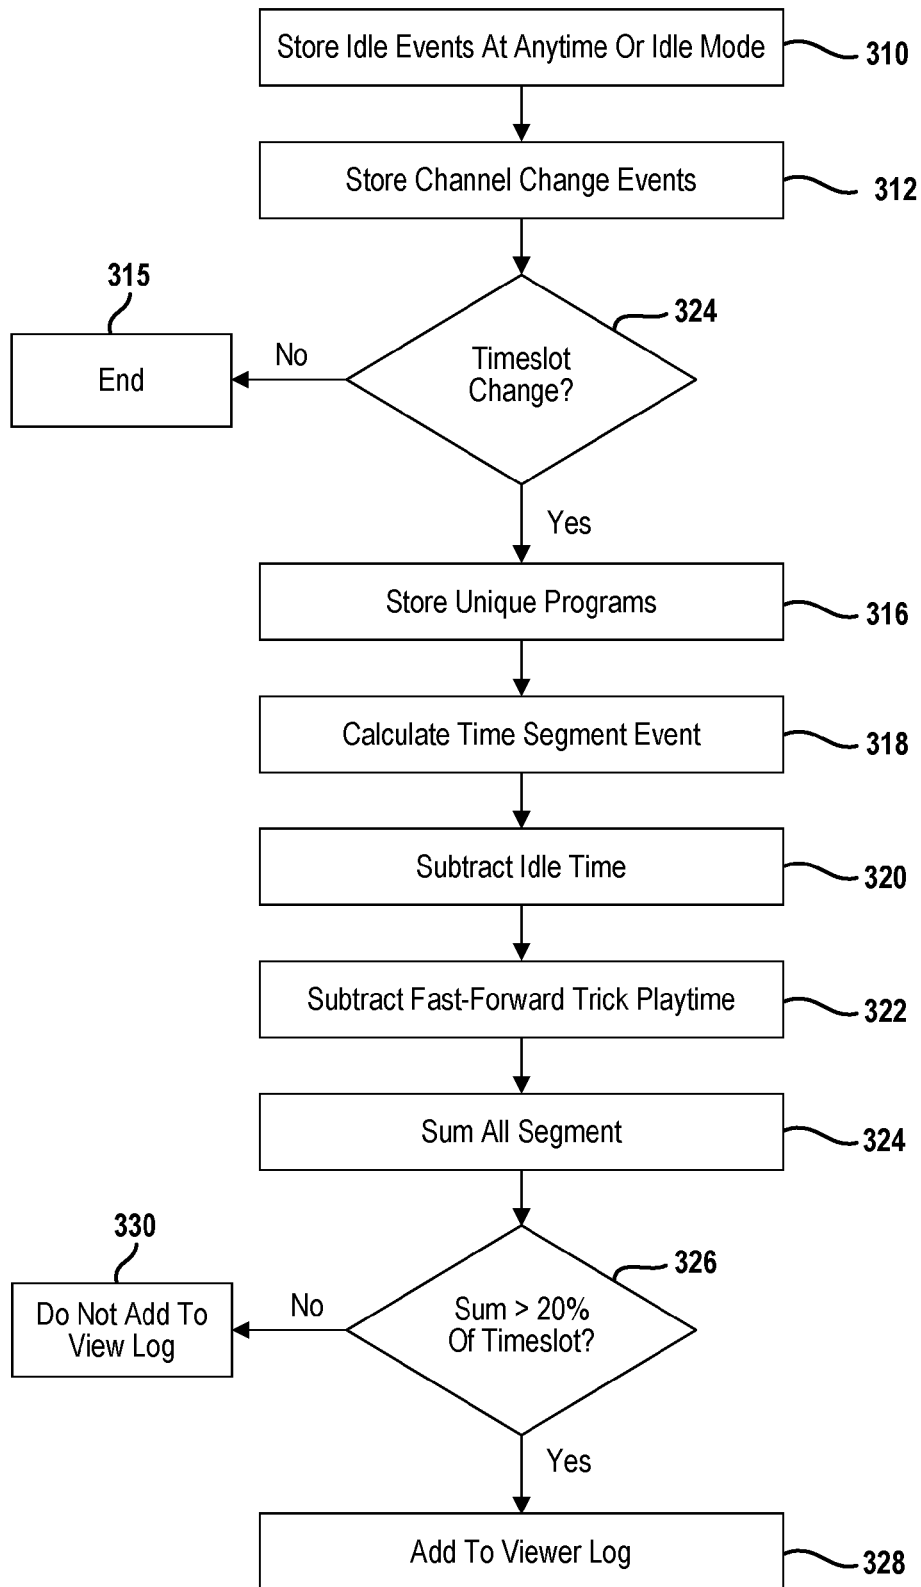 Store Idle Events At Anytime Or Idle Mode
310
Store Channel Change Events
312
315
324
End
No
Timeslot
Change?
Yes
Store Unique Programs
316
Calculate Time Segment Event
318
Subtract Idle Time
320
Subtract Fast-Forward Trick Playtime
322
Sum All Segment
324
330
326
Do Not Add To
View Log
No
Sum > 20%
Of Timeslot?
Yes
Add To Viewer Log
328